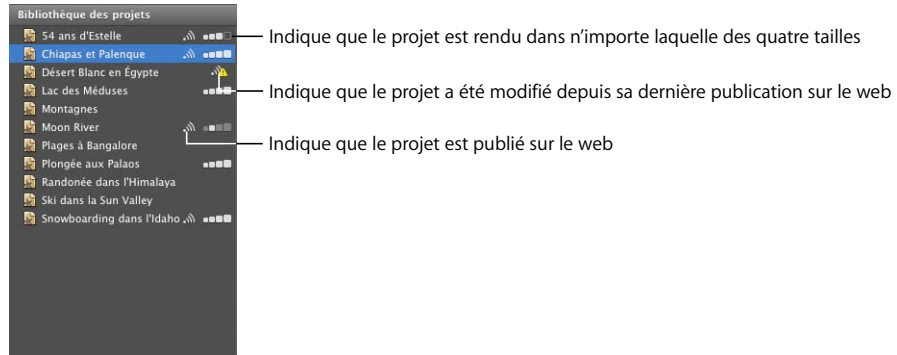 Bibliothèque des projets
54 ans d'Estelle
Indique que le projet est rendu dans n’importe laquelle des quatre tailles
Chiapas et Palenque
Désert Blanc en Égypte
Lac des Méduses
Indique que le projet a été modifié depuis sa dernière publication sur le web
Montagnes
Moon River
Plages à Bangalore
Indique que le projet est publié sur le web
Plongée aux Palaos
Randonée dans l'Himalaya
Ski dans la Sun Valley
Snowboarding dans l'Idaho